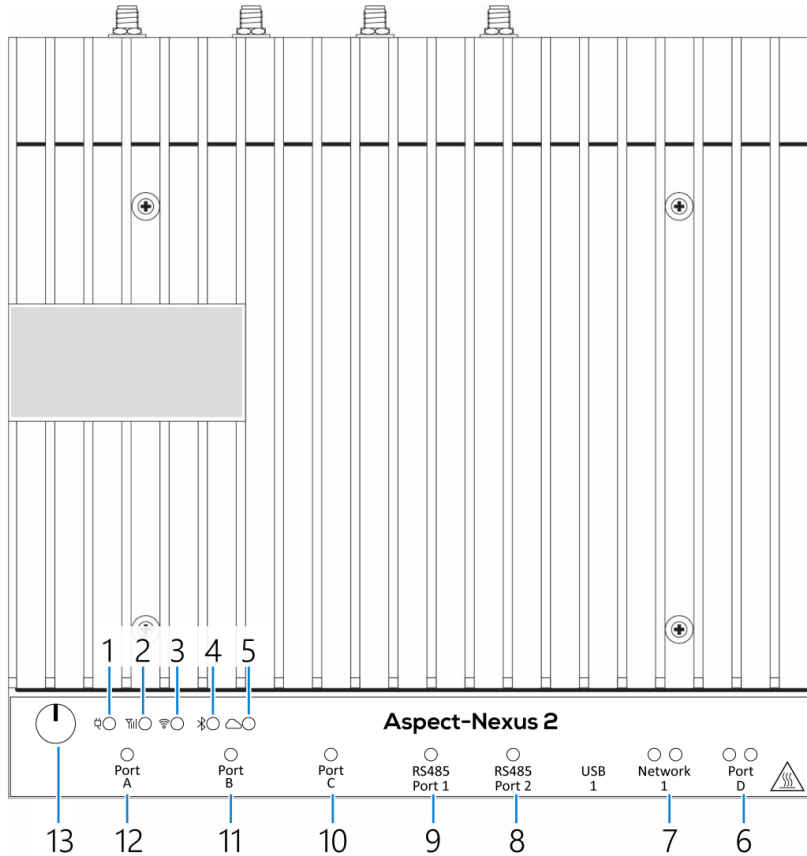 1 2 3 4 5
Aspect-Nexus 2
Port
A
Port
B
Port
C
RS485
Port 1
RS485
Port 2
USB
1
Network
1
Port
D
13 12 11 10 9 8 7 6